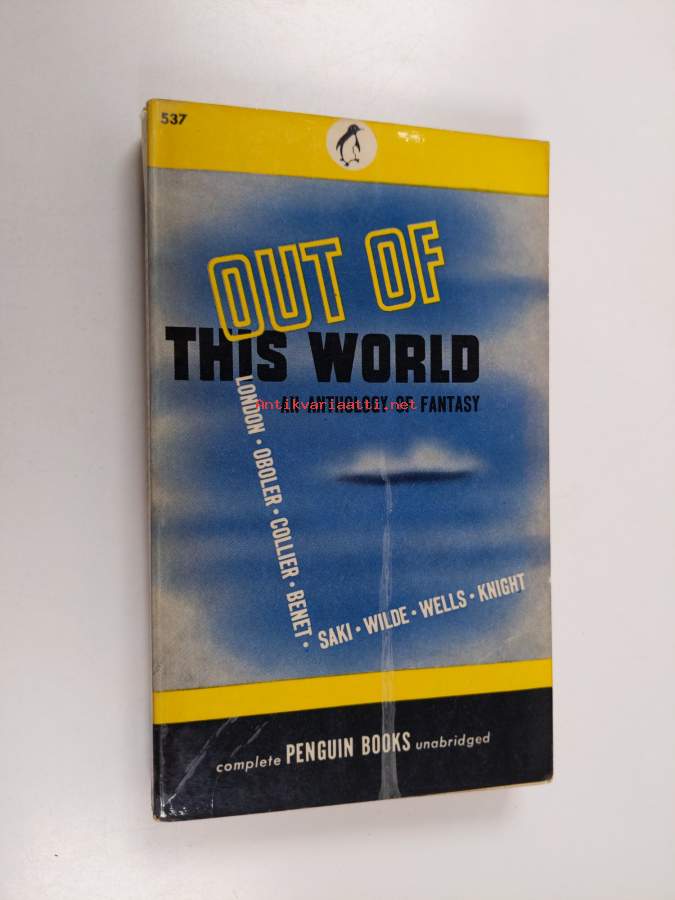 537
OUT OF
THIS WORLD
AN ANTHOLOGY OF FANTASY
Antikvariaatti.net
LONDON • OBOLER • COLLIER • BENET •
SAKI • WILDE • WELLS • KNIGHT
complete PENGUIN BOOKS unabridged